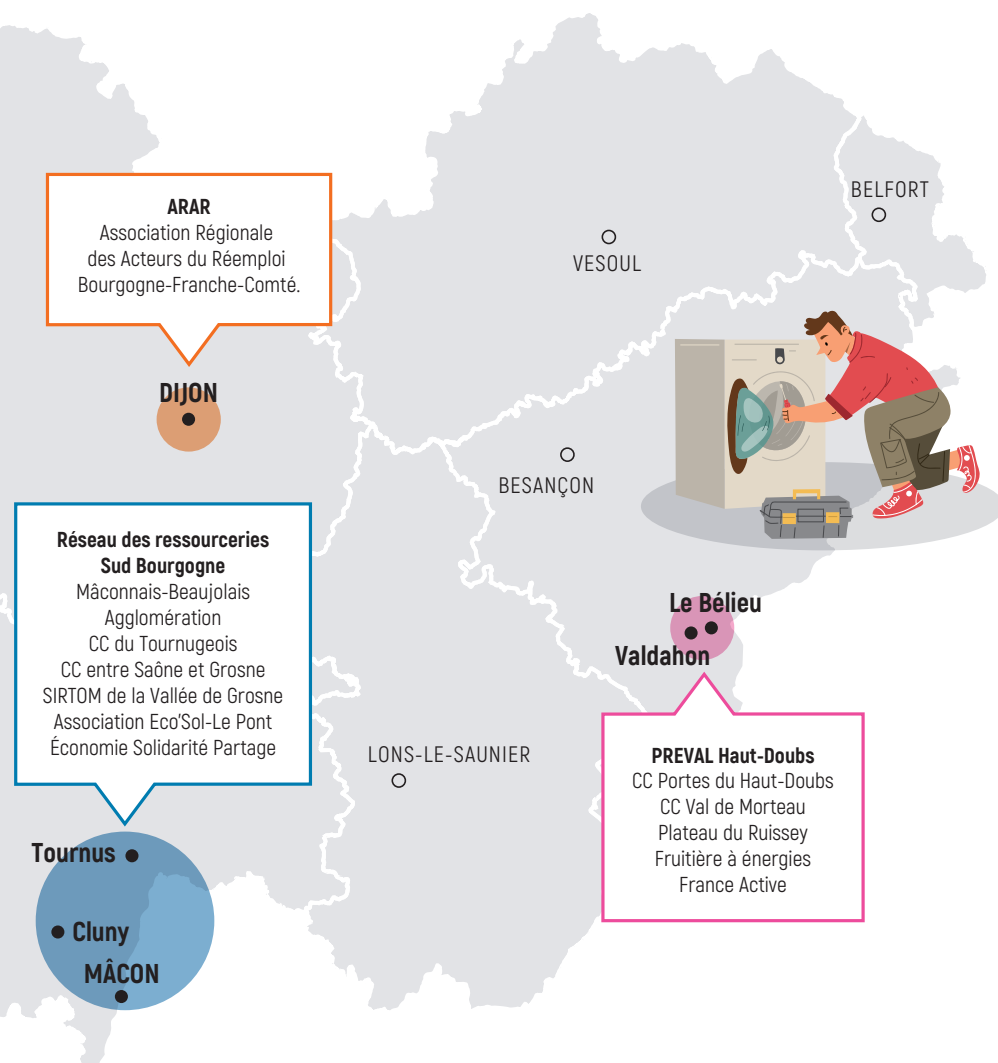 BELFORT
VESOUL
ARAR
Association Régionale
des Acteurs du Réemploi
Bourgogne-Franche-Comté.
DIJON
BESANÇON
Réseau des ressourceries
Sud Bourgogne
Mâconnais-Beaujolais
Agglomération
CC du Tournugeois
CC entre Saône et Grosne
SIRTOM de la Vallée de Grosne
Association Eco'Sol-Le Pont
Économie Solidarité Partage
Le Bélieu
Valdahon
LONS-LE-SAUNIER
PREVAL Haut-Doubs
CC Portes du Haut-Doubs
CC Val de Morteau
Plateau du Ruissey
Fruitière à énergies
France Active
Tournus
Cluny
MÂCON